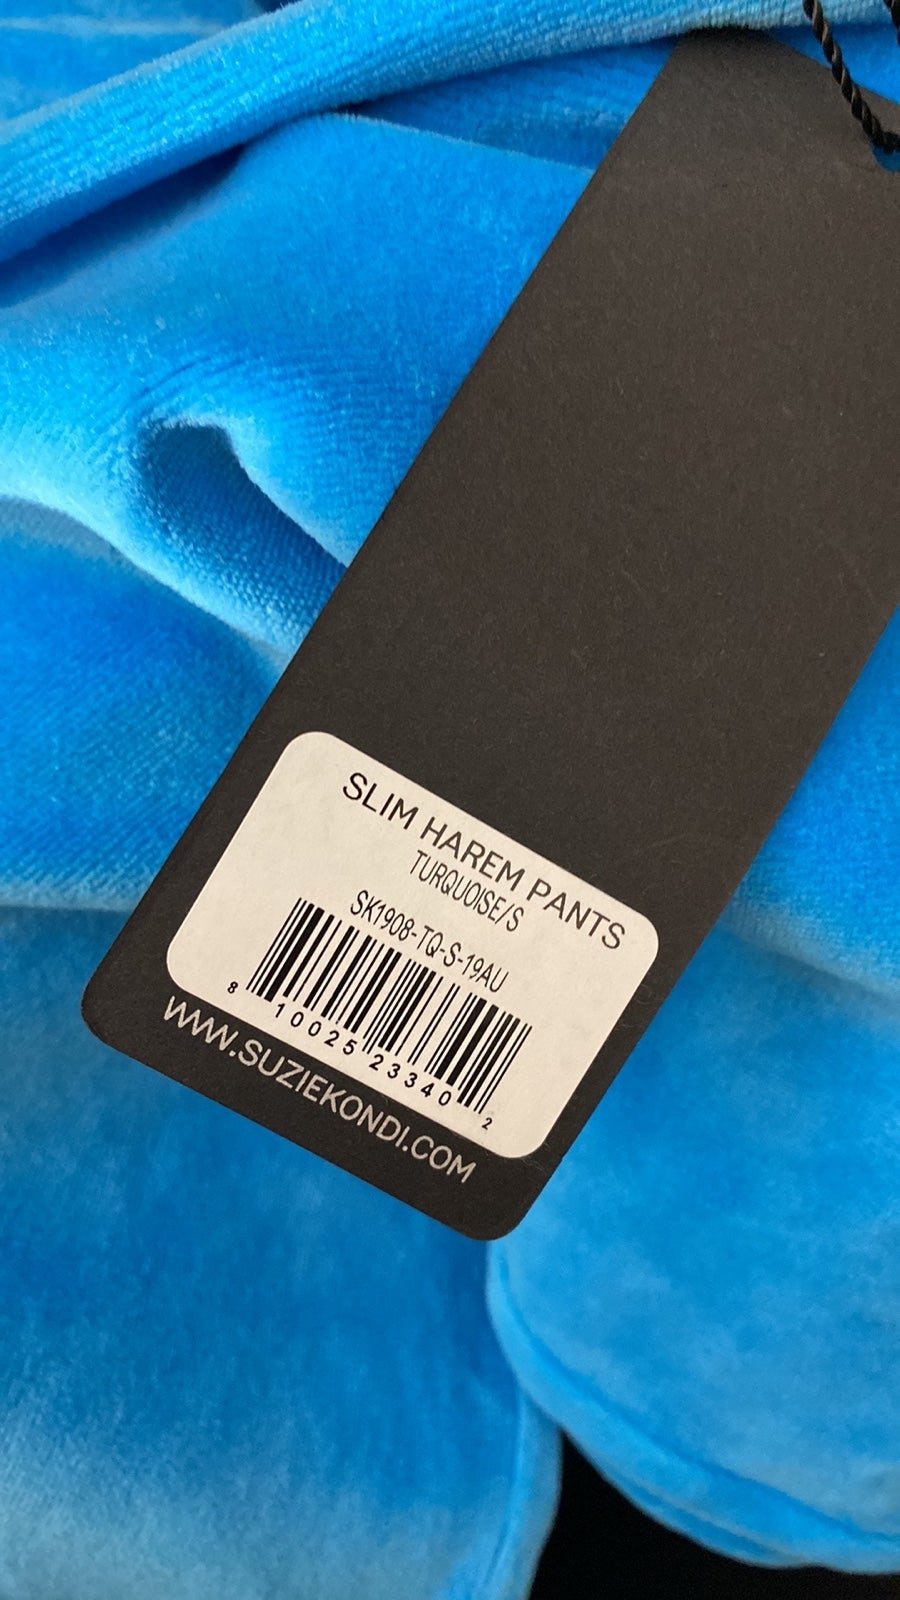 SLIM HAREM PANTS
TURQUOISE/S
SK1908-TQ-S-19AU
8 10025 23340 2
WWW.SUZIEKONDI.COM